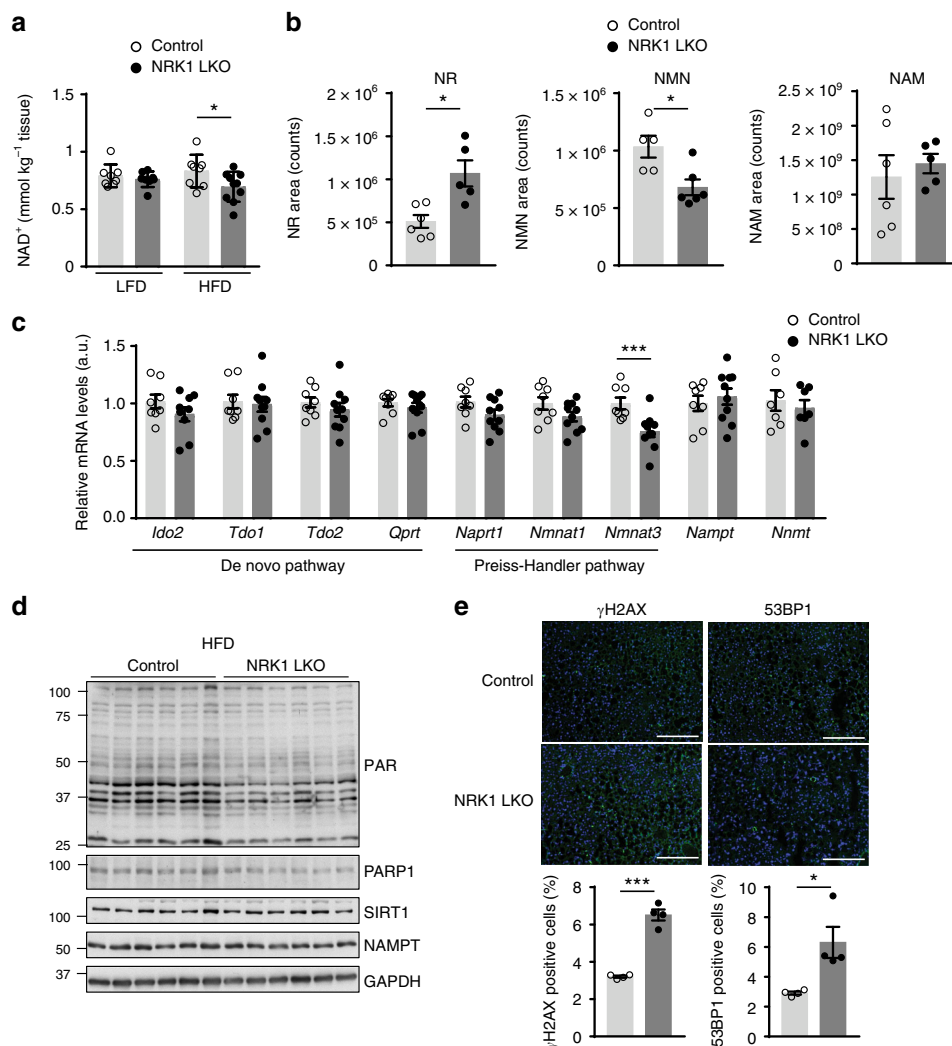 a
Control
NRK1 LKO
NAD⁺ (mmol kg⁻¹ tissue)
1.5
1
0.5
0
*
LFD
HFD
b
Control
NRK1 LKO
NR
NR area (counts)
2 × 10⁶
1.5 × 10⁶
1 × 10⁶
5 × 10⁵
0
*
NMN
NMN area (counts)
1.5 × 10⁶
1 × 10⁶
5 × 10⁵
0
*
NAM
NAM area (counts)
2.5 × 10⁹
2 × 10⁹
1.5 × 10⁹
1 × 10⁹
5 × 10⁸
0
c
Control
NRK1 LKO
Relative mRNA levels (a.u.)
1.5
1.0
0.5
0.0
***
Ido2 Tdo1 Tdo2 Qprt Naprt1 Nmnat1 Nmnat3 Nampt Nnmt
De novo pathway
Preiss-Handler pathway
d
HFD
Control NRK1 LKO
100
75
50
37
25
PAR
100
PARP1
100
SIRT1
50
NAMPT
37
GAPDH
e
γH2AX 53BP1
Control
NRK1 LKO
γH2AX positive cells (%)
8
6
4
2
0
***
53BP1 positive cells (%)
10
8
6
4
2
0
*